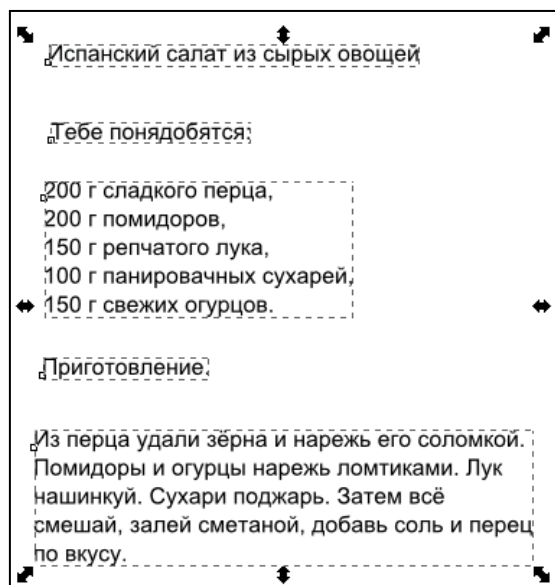 Испанский салат из сырых овощей
Тебе понядобятся:
200 г сладкого перца,
200 г помидоров,
150 г репчатого лука,
100 г панировачных сухарей,
150 г свежих огурцов.
Приготовление.
Из перца удали зёрна и нарежь его соломкой.
Помидоры и огурцы нарежь ломтиками. Лук
нашинкуй. Сухари поджарь. Затем всё
смешай, залей сметаной, добавь соль и перец
по вкусу.